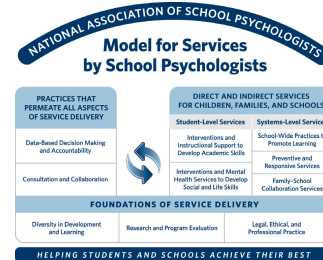 NATIONAL ASSOCIATION OF SCHOOL PSYCHOLOGISTS
Model for Services
by School Psychologists
PRACTICES THAT
PERMEATE ALL ASPECTS
OF SERVICE DELIVERY
Data-Based Decision Making
and Accountability
Consultation and Collaboration
DIRECT AND INDIRECT SERVICES
FOR CHILDREN, FAMILIES, AND SCHOOLS
Student-Level Services
Interventions and
Instructional Support to
Develop Academic Skills
Interventions and Mental
Health Services to Develop
Social and Life Skills
Systems-Level Services
School-Wide Practices t
Promote Learning
Preventive and
Responsive Services
Family–School
Collaboration Services
FOUNDATIONS OF SERVICE DELIVERY
Diversity in Development
and Learning
Research and Program Evaluation
Legal, Ethical, and
Professional Practice
HELPING STUDENTS AND SCHOOLS ACHIEVE THEIR BEST